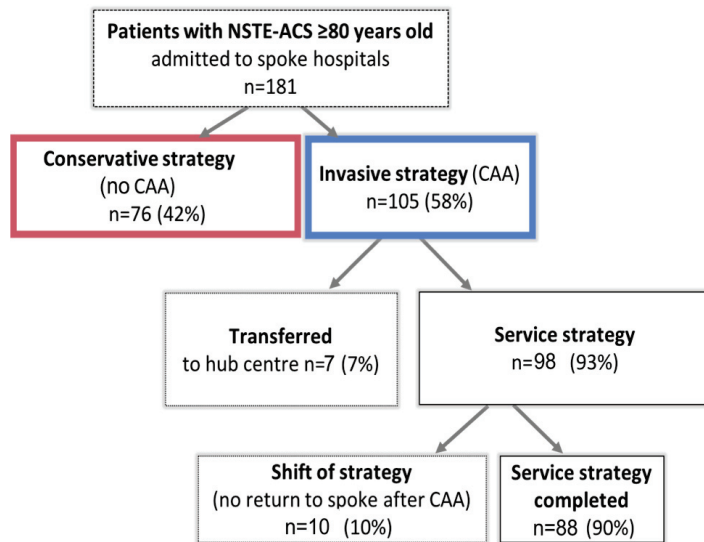 Patients with NSTE-ACS ≥80 years old
admitted to spoke hospitals
n=181
Conservative strategy
(no CAA)
n=76 (42%)
Invasive strategy (CAA)
n=105 (58%)
Transferred
to hub centre n=7 (7%)
Service strategy
n=98 (93%)
Shift of strategy
(no return to spoke after CAA)
n=10 (10%)
Service strategy
completed
n=88 (90%)